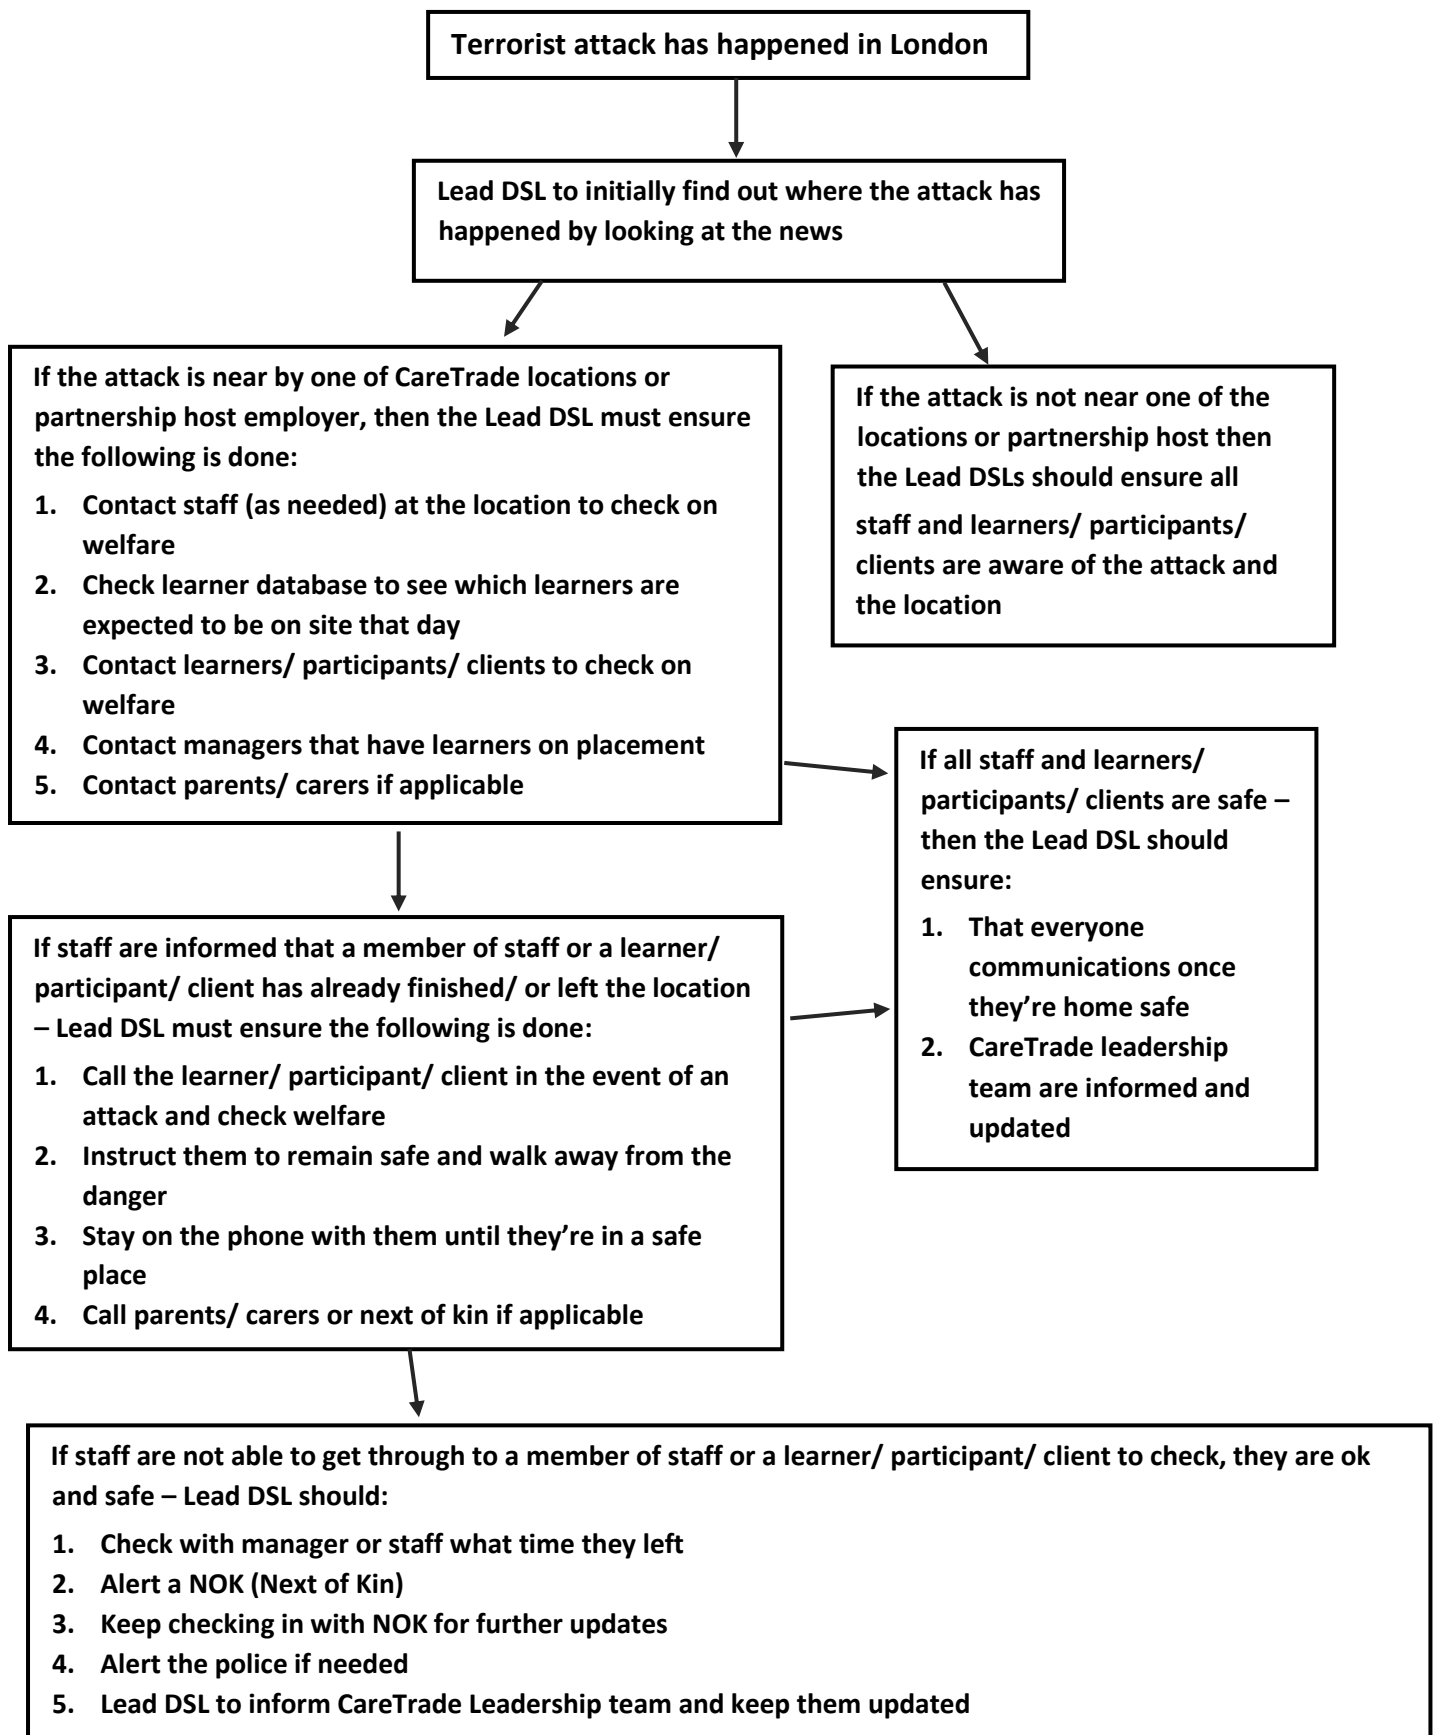 Terrorist attack has happened in London
Lead DSL to initially find out where the attack has
happened by looking at the news
If the attack is near by one of CareTrade locations or
partnership host employer, then the Lead DSL must ensure
the following is done:
1. Contact staff (as needed) at the location to check on
welfare
2. Check learner database to see which learners are
expected to be on site that day
3. Contact learners/ participants/ clients to check on
welfare
4. Contact managers that have learners on placement
5. Contact parents/ carers if applicable
If the attack is not near one of the
locations or partnership host then
the Lead DSLs should ensure all
staff and learners/ participants/
clients are aware of the attack and
the location
If all staff and learners/
participants/ clients are safe –
then the Lead DSL should
ensure:
1. That everyone
communications once
they’re home safe
2. CareTrade leadership
team are informed and
updated
If staff are informed that a member of staff or a learner/
participant/ client has already finished/ or left the location
– Lead DSL must ensure the following is done:
1. Call the learner/ participant/ client in the event of an
attack and check welfare
2. Instruct them to remain safe and walk away from the
danger
3. Stay on the phone with them until they’re in a safe
place
4. Call parents/ carers or next of kin if applicable
If staff are not able to get through to a member of staff or a learner/ participant/ client to check, they are ok
and safe – Lead DSL should:
1. Check with manager or staff what time they left
2. Alert a NOK (Next of Kin)
3. Keep checking in with NOK for further updates
4. Alert the police if needed
5. Lead DSL to inform CareTrade Leadership team and keep them updated